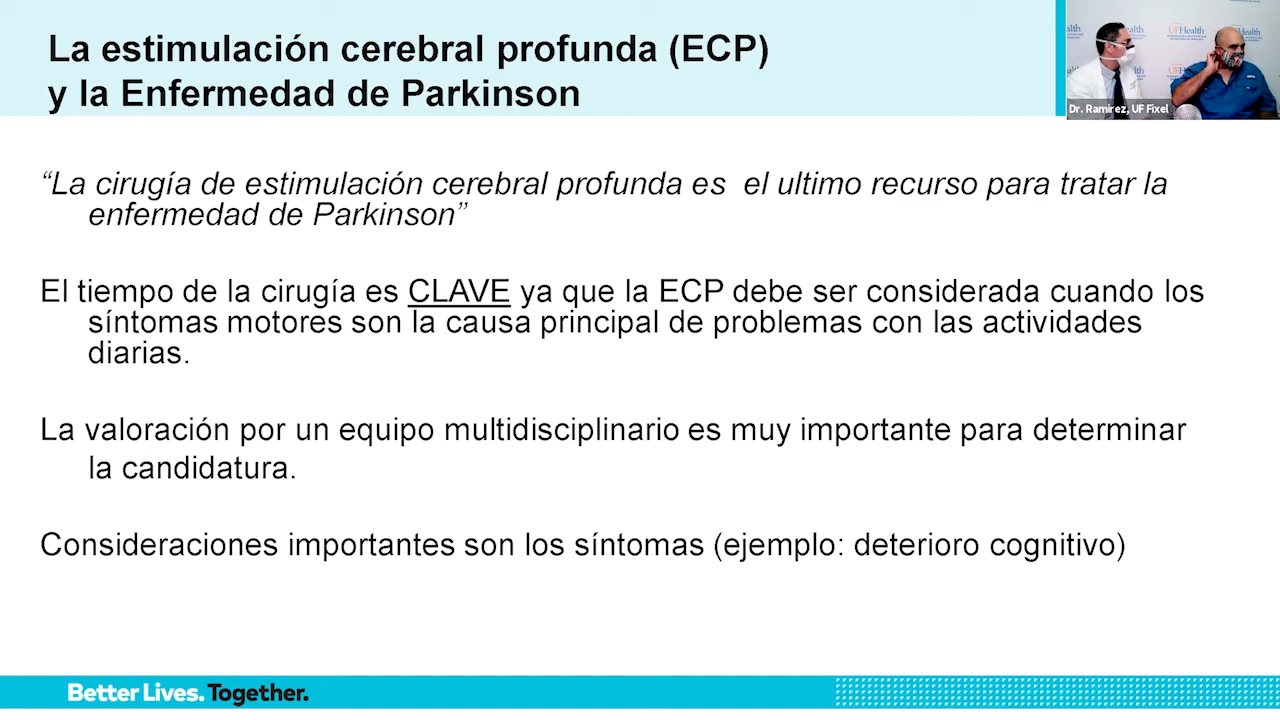 La estimulación cerebral profunda (ECP)
y la Enfermedad de Parkinson
“La cirugía de estimulación cerebral profunda es el ultimo recurso para tratar la
enfermedad de Parkinson”
El tiempo de la cirugía es CLAVE ya que la ECP debe ser considerada cuando los
síntomas motores son la causa principal de problemas con las actividades
diarias.
La valoración por un equipo multidisciplinario es muy importante para determinar
la candidatura.
Consideraciones importantes son los síntomas (ejemplo: deterioro cognitivo)
Better Lives. Together.
UFHealth
Dr. Ramirez, UF Fixel